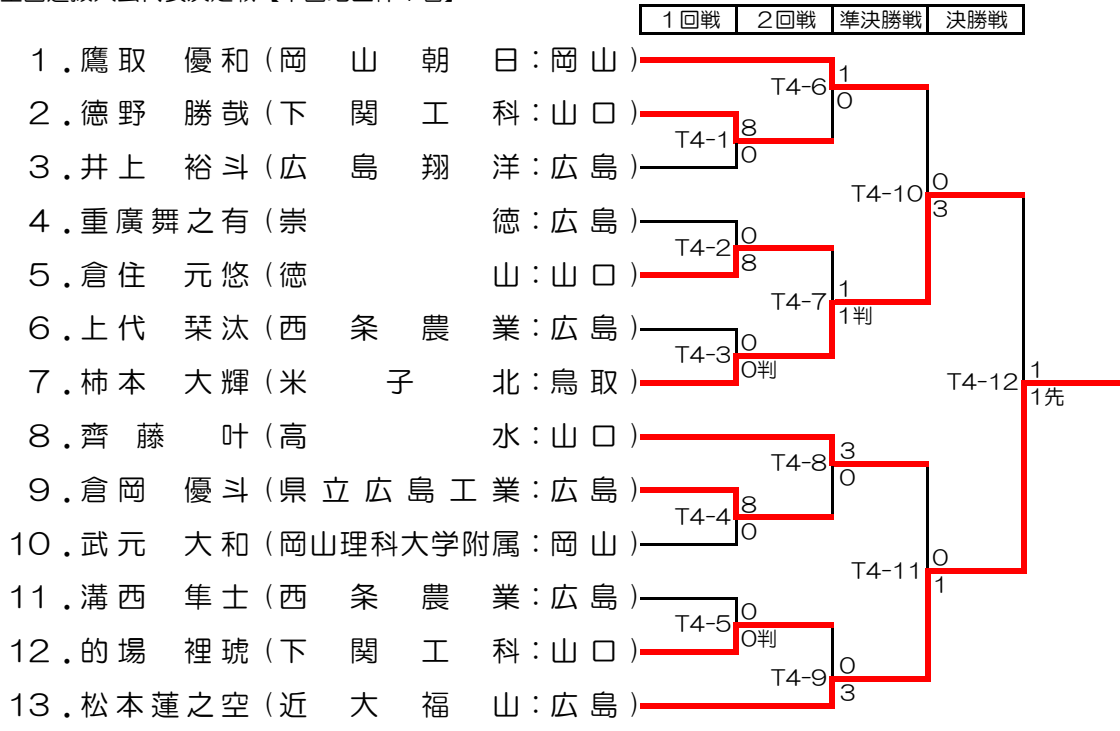 1回戦 2回戦 準決勝戦 決勝戦
1.鷹取 優和(岡山朝日:岡山)
2.德野 勝哉(下関工科:山口)
3.井上 裕斗(広島翔洋:広島)
4.重廣舞之有(崇徳:広島)
5.倉住 元悠(徳山:山口)
6.上代 栞汰(西条農業:広島)
7.柿本 大輝(米子北:鳥取)
8.齊藤 叶(高水:山口)
9.倉岡 優斗(県立広島工業:広島)
10.武元 大和(岡山理科大学附属:岡山)
11.溝西 隼士(西条農業:広島)
12.的場 裡琥(下関工科:山口)
13.松本蓮之空(近大福山:広島)
T4-1 8 0
T4-2 0 8
T4-3 0 0判
T4-4 8 0
T4-5 0 0判
T4-6 1 0
T4-7 1 1判
T4-8 3 0
T4-9 0 3
T4-10 0 3
T4-11 0 1
T4-12 1 1先